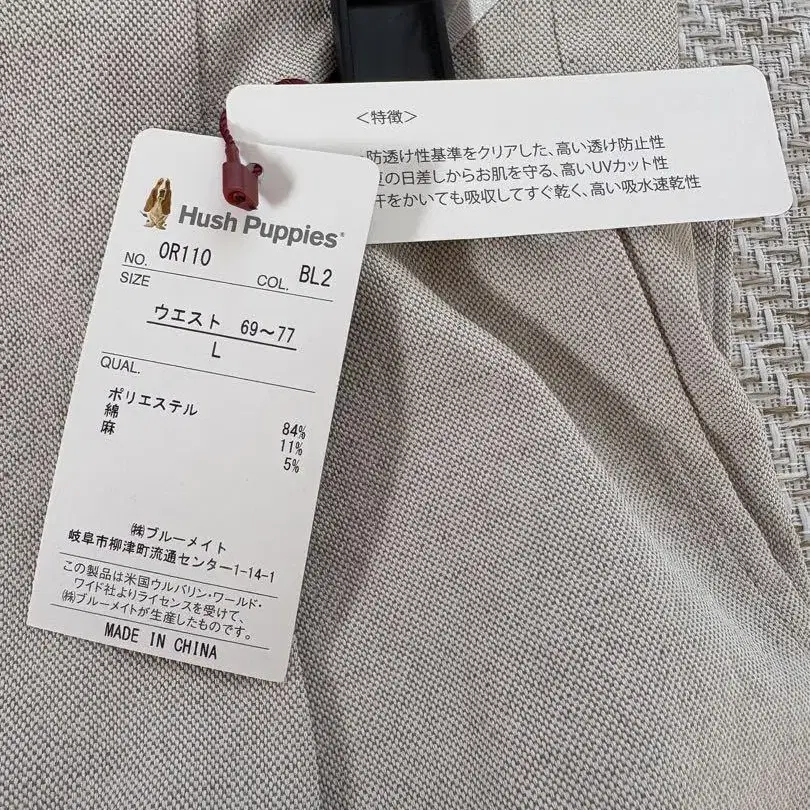 <特徴>
防透け性基準をクリアした、高い透け防止性
の日差しからお肌を守る、高いUVカット性
をかいても吸収してすぐ乾く、高い吸水速乾性
Hush Puppies®
NO. OR110 COL. BL2
SIZE
ウエスト 69〜77
L
QUAL.
ポリエステル 84%
綿 11%
麻 5%
㈱ブルーメイト
岐阜市柳津町流通センター1-14-1
この製品は米国ウルバリン・ワールド・
ワイド社よりライセンスを受けて、
㈱ブルーメイトが生産したものです。
MADE IN CHINA